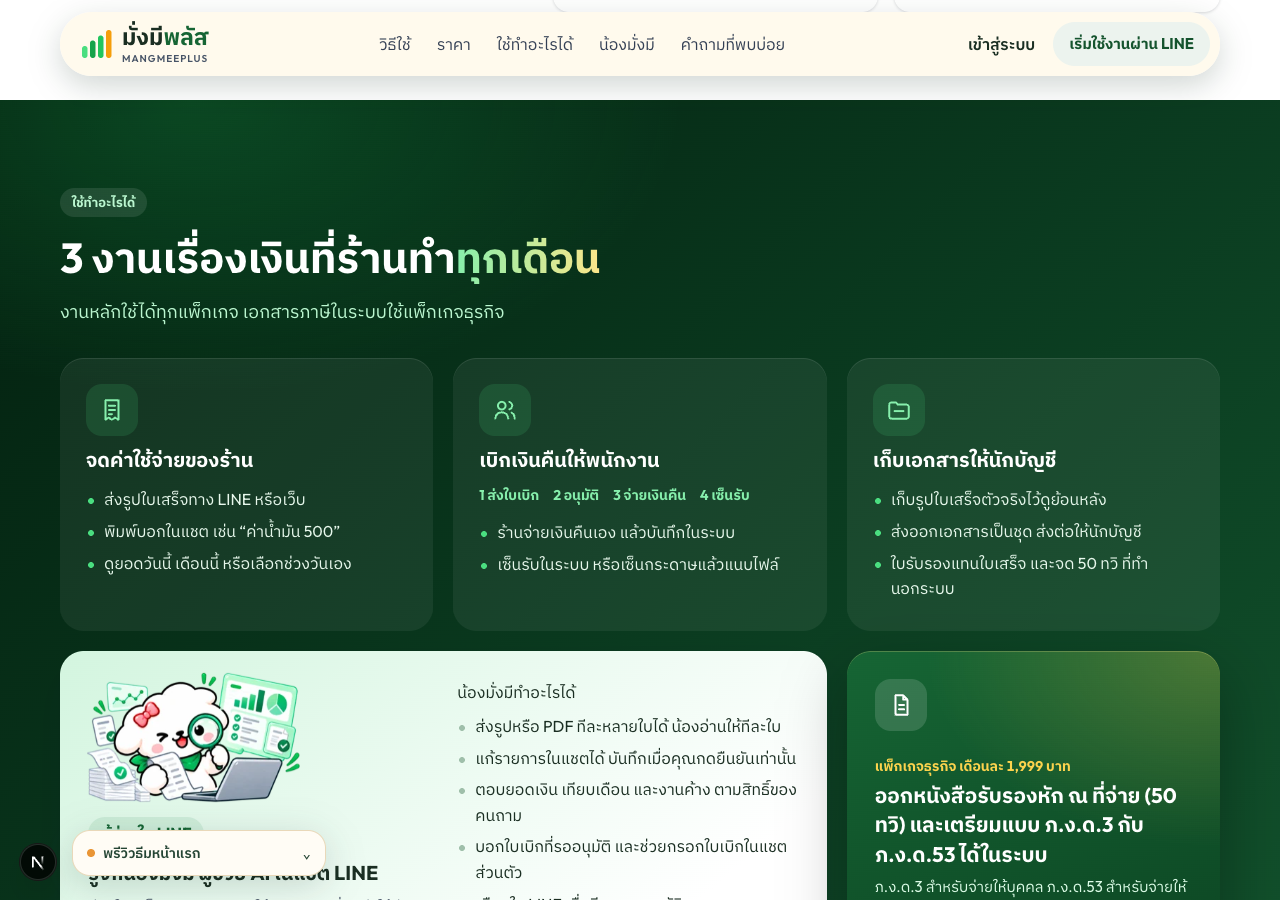 มั่งมีพลัส
MANGMEEPLUS
วิธีใช้
ราคา
ใช้ทำอะไรได้
น้องมั่งมี
คำถามที่พบบ่อย
เข้าสู่ระบบ
เริ่มใช้งานผ่าน LINE
ใช้ทำอะไรได้
3 งานเรื่องเงินที่ร้านทำทุกเดือน
งานหลักใช้ได้ทุกแพ็กเกจ เอกสารภาษีในระบบใช้แพ็กเกจธุรกิจ
จดค่าใช้จ่ายของร้าน
ส่งรูปใบเสร็จทาง LINE หรือเว็บ
พิมพ์บอกในแชต เช่น “ค่าน้ำมัน 500”
ดูยอดวันนี้ เดือนนี้ หรือเลือกช่วงวันเอง
เบิกเงินคืนให้พนักงาน
1 ส่งใบเบิก 2 อนุมัติ 3 จ่ายเงินคืน 4 เซ็นรับ
ร้านจ่ายเงินคืนเอง แล้วบันทึกในระบบ
เซ็นรับในระบบ หรือเซ็นกระดาษแล้วแนบไฟล์
เก็บเอกสารให้นักบัญชี
เก็บรูปใบเสร็จตัวจริงไว้ดูย้อนหลัง
ส่งออกเอกสารเป็นชุด ส่งต่อให้นักบัญชี
ใบรับรองแทนใบเสร็จ และจด 50 ทวิ ที่ทำ
นอกระบบ
น้องมั่งมีทำอะไรได้
ส่งรูปหรือ PDF ทีละหลายใบได้ น้องอ่านให้ทีละใบ
แก้รายการในแชตได้ บันทึกเมื่อคุณกดยืนยันเท่านั้น
ตอบยอดเงิน เทียบเดือน และงานค้าง ตามสิทธิ์ของ
คนถาม
บอกใบเบิกที่รออนุมัติ และช่วยกรอกใบเบิกในแชต
ส่วนตัว
แพ็กเกจธุรกิจ เดือนละ 1,999 บาท
ออกหนังสือรับรองหัก ณ ที่จ่าย (50
ทวิ) และเตรียมแบบ ภ.ง.ด.3 กับ
ภ.ง.ด.53 ได้ในระบบ
ภ.ง.ด.3 สำหรับจ่ายให้บุคคล ภ.ง.ด.53 สำหรับจ่ายให้
พรีวิวธีมหน้าแรก
N
LINE